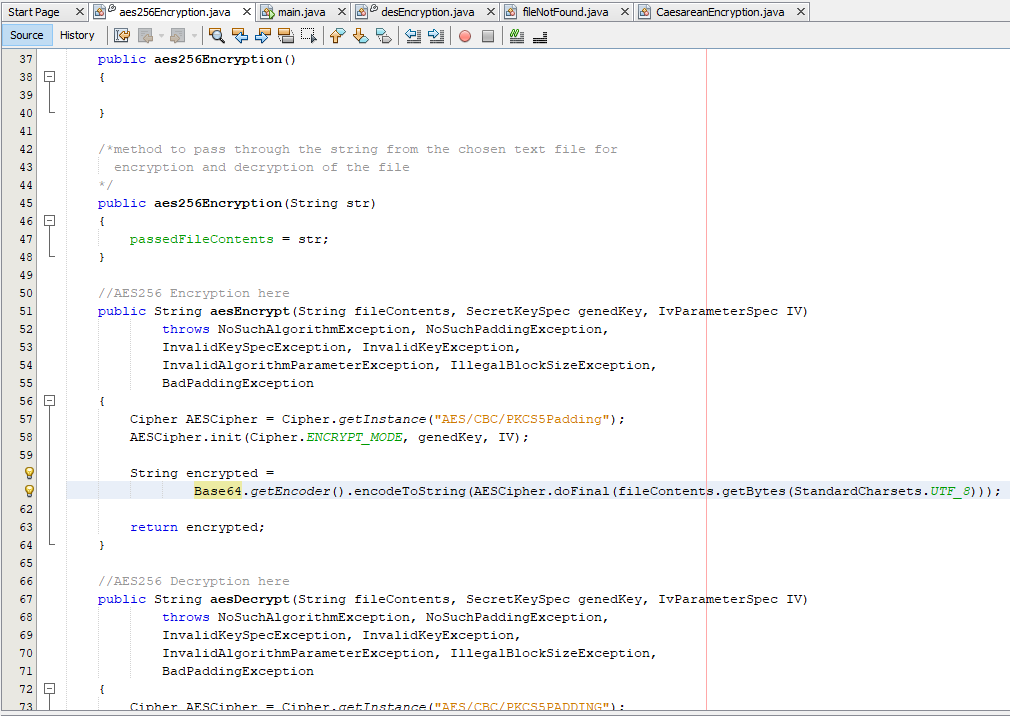 Start Page aes256Encryption.java main.java desEncryption.java fileNotFound.java CaesareanEncryption.java
Source History
37 public aes256Encryption()
38 {
39
40 }
41
42 /*method to pass through the string from the chosen text file for
43 encryption and decryption of the file
44 */
45 public aes256Encryption(String str)
46 {
47 passedFileContents = str;
48 }
49
50 //AES256 Encryption here
51 public String aesEncrypt(String fileContents, SecretKeySpec genedKey, IvParameterSpec IV)
52 throws NoSuchAlgorithmException, NoSuchPaddingException,
53 InvalidKeySpecException, InvalidKeyException,
54 InvalidAlgorithmParameterException, IllegalBlockSizeException,
55 BadPaddingException
56 {
57 Cipher AESCipher = Cipher.getInstance("AES/CBC/PKCS5Padding");
58 AESCipher.init(Cipher.ENCRYPT_MODE, genedKey, IV);
59
String encrypted =
Base64.getEncoder().encodeToString(AESCipher.doFinal(fileContents.getBytes(StandardCharsets.UTF_8)));
62
63 return encrypted;
64 }
65
66 //AES256 Decryption here
67 public String aesDecrypt(String fileContents, SecretKeySpec genedKey, IvParameterSpec IV)
68 throws NoSuchAlgorithmException, NoSuchPaddingException,
69 InvalidKeySpecException, InvalidKeyException,
70 InvalidAlgorithmParameterException, IllegalBlockSizeException,
71 BadPaddingException
72 {
73 Cipher AESCipher = Cipher.getInstance("AES/CBC/PKCS5PADDING");